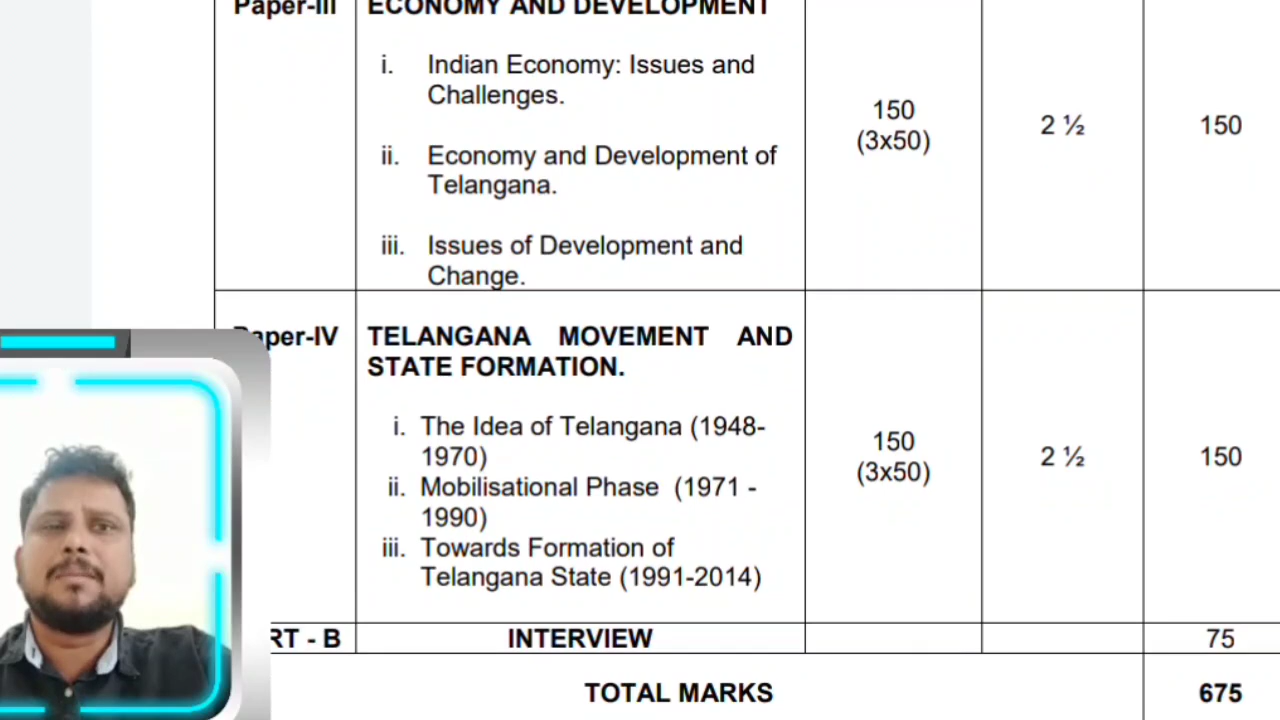 Paper-III
ECONOMY AND DEVELOPMENT
i. Indian Economy: Issues and
Challenges.
ii. Economy and Development of
Telangana.
iii. Issues of Development and
Change.
150
(3x50)
2 ½
150
Paper-IV
TELANGANA MOVEMENT AND
STATE FORMATION.
i. The Idea of Telangana (1948-
1970)
ii. Mobilisational Phase (1971 -
1990)
iii. Towards Formation of
Telangana State (1991-2014)
150
(3x50)
2 ½
150
RT - B
INTERVIEW
75
TOTAL MARKS
675